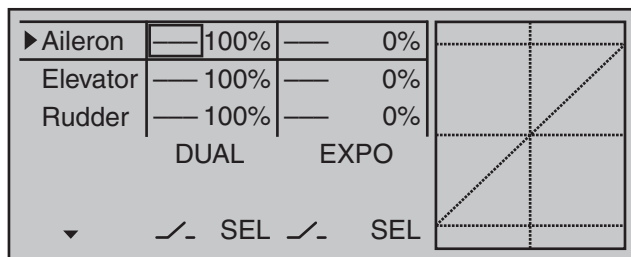 Aileron ––– 100% ––– 0%
Elevator ––– 100% ––– 0%
Rudder ––– 100% ––– 0%
DUAL EXPO
SEL SEL